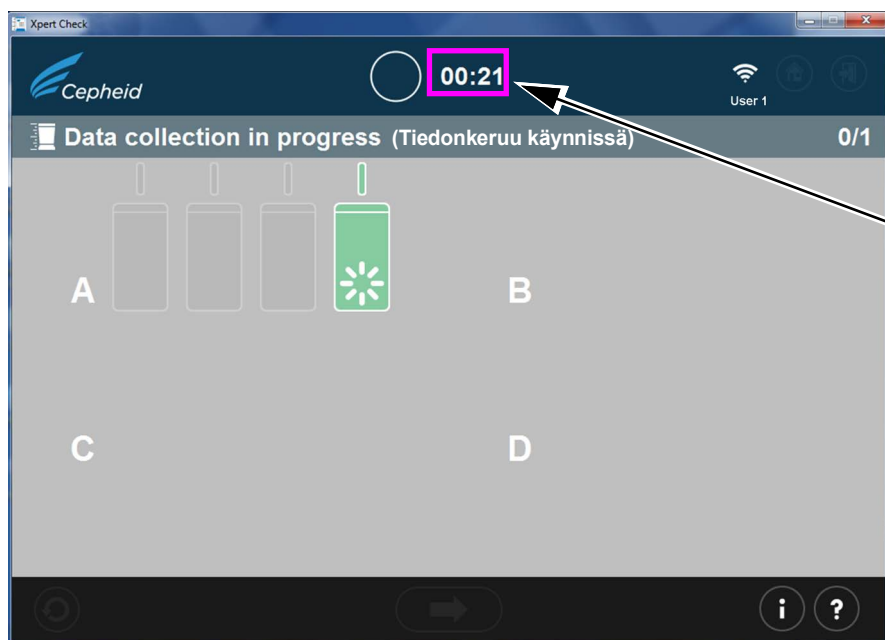 Xpert Check
Cepheid
00:21
User 1
Data collection in progress (Tiedonkeruu käynnissä)
0/1
A
B
C
D
i
?